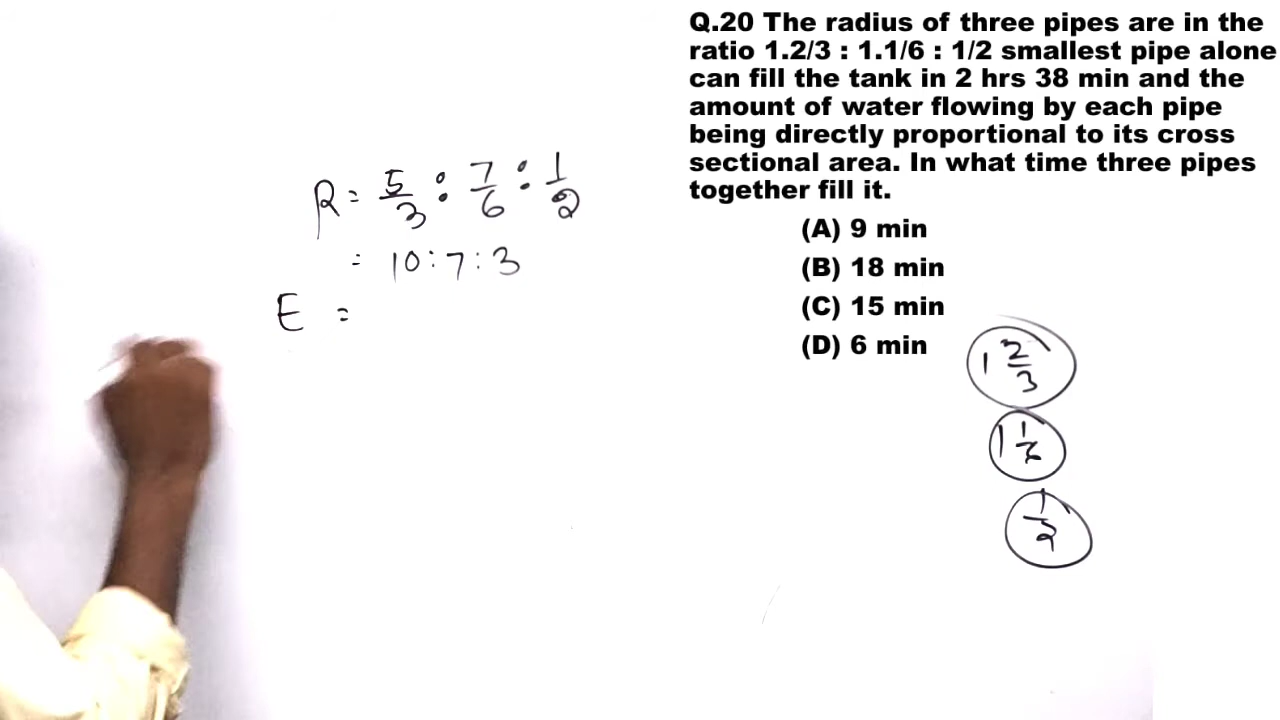 Q.20 The radius of three pipes are in the
ratio 1.2/3 : 1.1/6 : 1/2 smallest pipe alone
can fill the tank in 2 hrs 38 min and the
amount of water flowing by each pipe
being directly proportional to its cross
sectional area. In what time three pipes
together fill it.
(A) 9 min
(B) 18 min
(C) 15 min
(D) 6 min
R = 5/3 : 7/6 : 1/2
= 10 : 7 : 3
E =
1 2/3
1 1/6
1/2